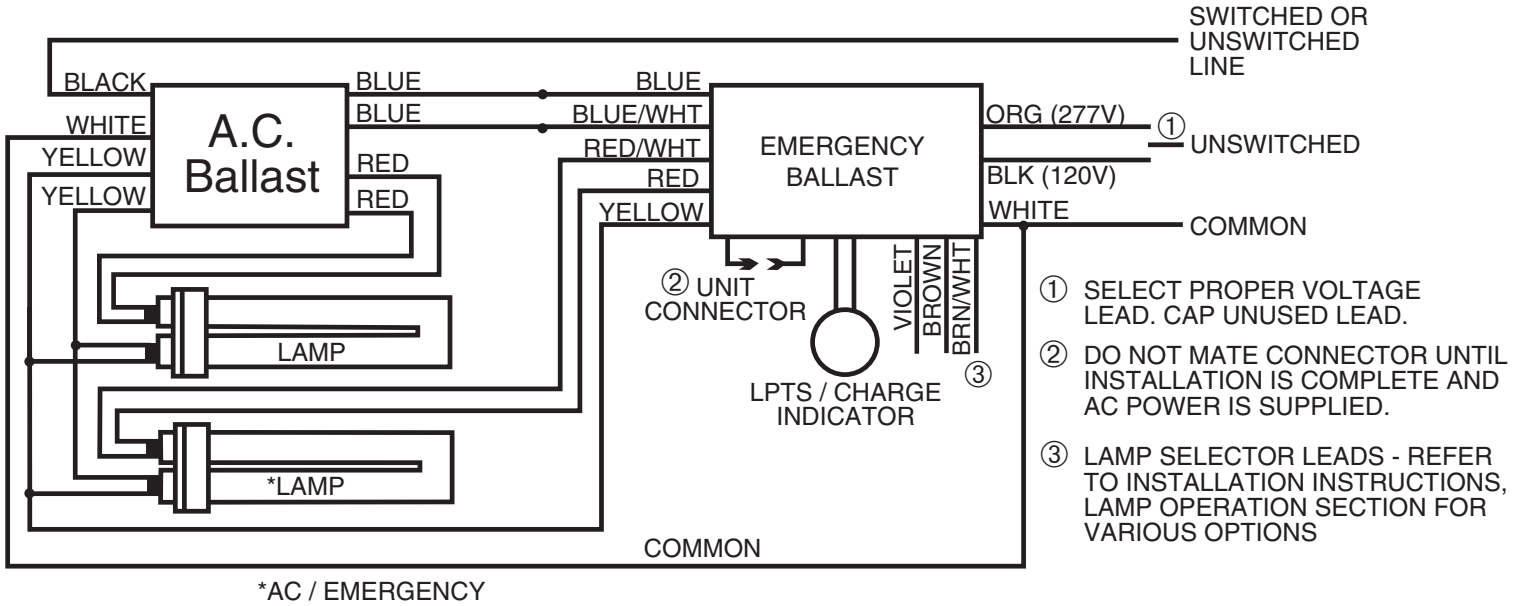 SWITCHED OR
UNSWITCHED
LINE
BLACK
BLUE
BLUE
WHITE
BLUE
BLUE/WHT
ORG (277V)
①
UNSWITCHED
A.C.
Ballast
YELLOW
RED
RED/WHT
EMERGENCY
BALLAST
BLK (120V)
YELLOW
RED
RED
YELLOW
WHITE
COMMON
② UNIT
CONNECTOR
VIOLET
BROWN
BRN/WHT
③
LPTS / CHARGE
INDICATOR
LAMP
*LAMP
COMMON
*AC / EMERGENCY
① SELECT PROPER VOLTAGE
LEAD. CAP UNUSED LEAD.
② DO NOT MATE CONNECTOR UNTIL
INSTALLATION IS COMPLETE AND
AC POWER IS SUPPLIED.
③ LAMP SELECTOR LEADS - REFER
TO INSTALLATION INSTRUCTIONS,
LAMP OPERATION SECTION FOR
VARIOUS OPTIONS